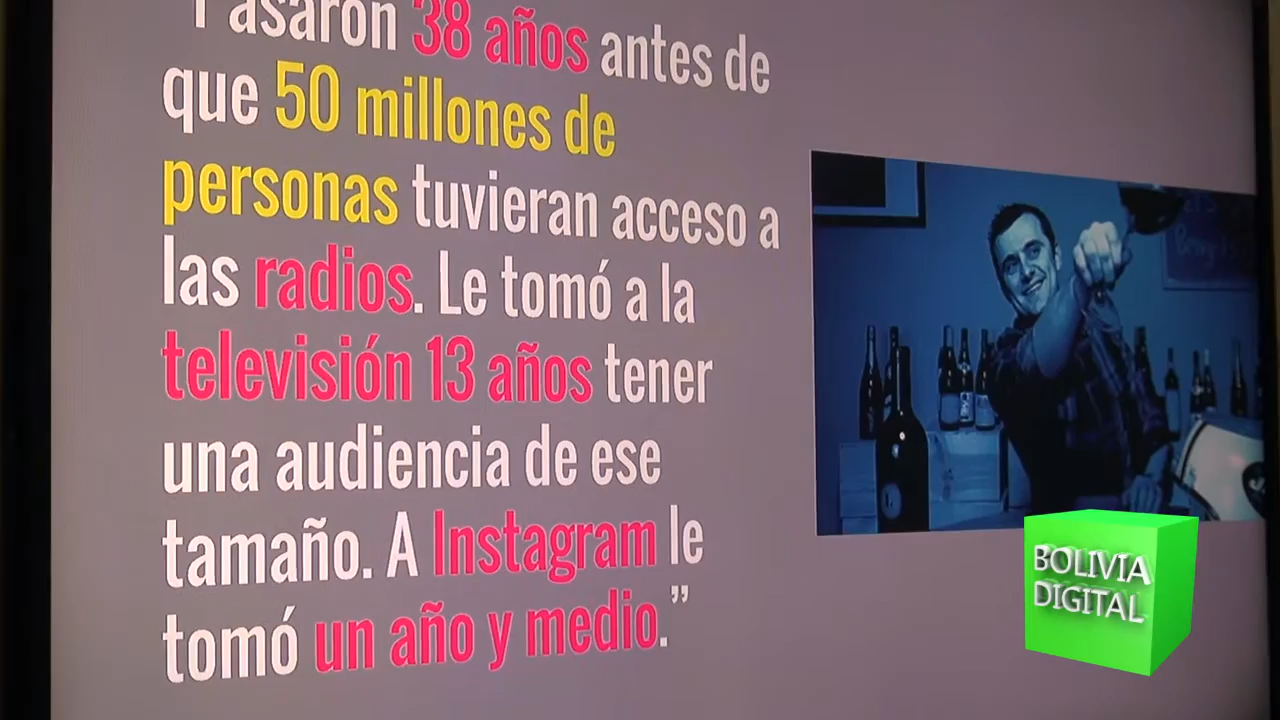 "Pasaron 38 años antes de
que 50 millones de
personas tuvieran acceso a
las radios. Le tomó a la
televisión 13 años tener
una audiencia de ese
tamaño. A Instagram le
tomó un año y medio."
BOLIVIA
DIGITAL